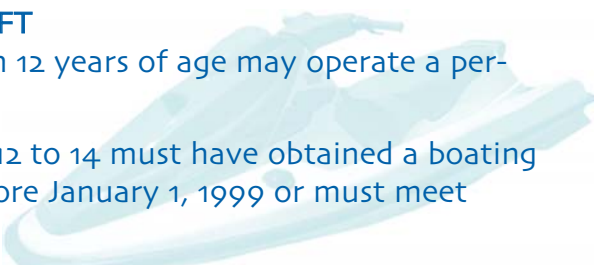 FT
n 12 years of age may operate a per-
12 to 14 must have obtained a boating
ore January 1, 1999 or must meet